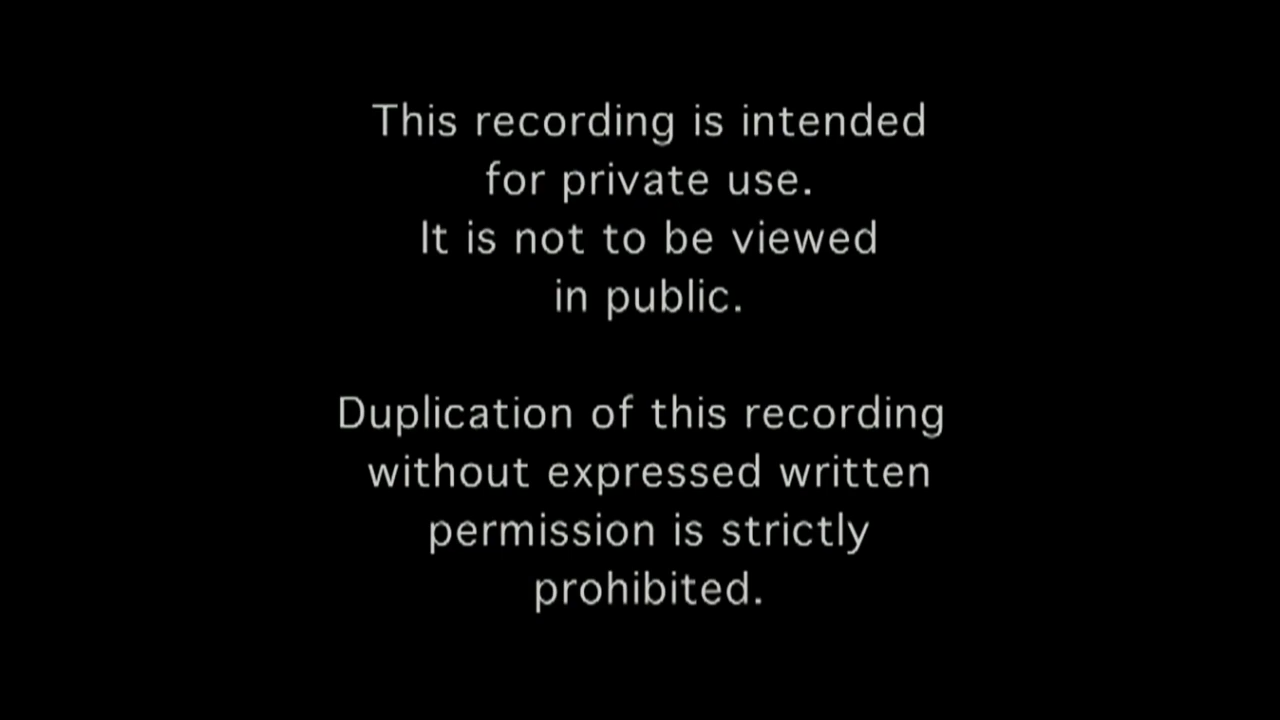 This recording is intended
for private use.
It is not to be viewed
in public.
Duplication of this recording
without expressed written
permission is strictly
prohibited.